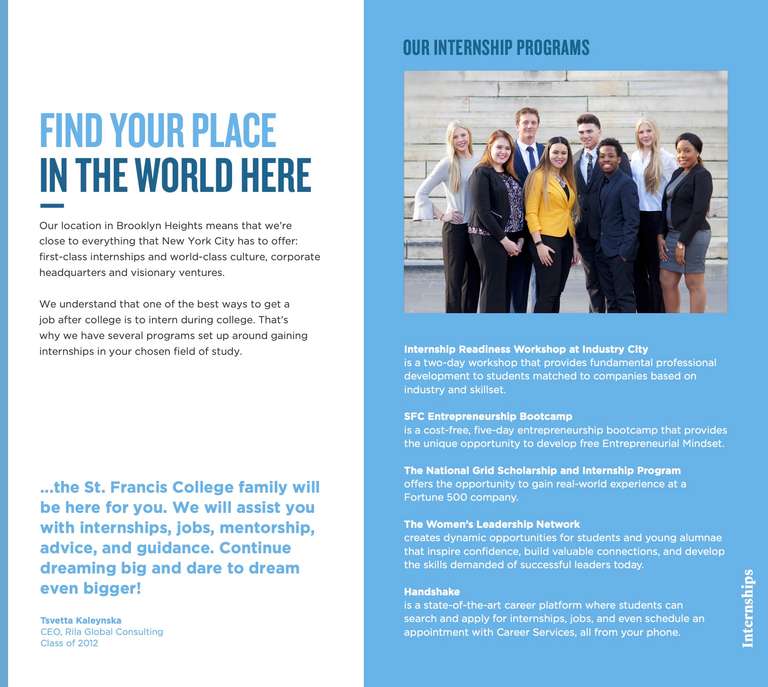 FIND YOUR PLACE
IN THE WORLD HERE
Our location in Brooklyn Heights means that we're
close to everything that New York City has to offer:
first-class internships and world-class culture, corporate
headquarters and visionary ventures.
We understand that one of the best ways to get a
job after college is to intern during college. That's
why we have several programs set up around gaining
internships in your chosen field of study.
...the St. Francis College family will
be here for you. We will assist you
with internships, jobs, mentorship,
advice, and guidance. Continue
dreaming big and dare to dream
even bigger!
Tsvetta Kaleynska
CEO, Rila Global Consulting
Class of 2012
OUR INTERNSHIP PROGRAMS
Internship Readiness Workshop at Industry City
is a two-day workshop that provides fundamental professional
development to students matched to companies based on
industry and skillset.
SFC Entrepreneurship Bootcamp
is a cost-free, five-day entrepreneurship bootcamp that provides
the unique opportunity to develop free Entrepreneurial Mindset.
The National Grid Scholarship and Internship Program
offers the opportunity to gain real-world experience at a
Fortune 500 company.
The Women's Leadership Network
creates dynamic opportunities for students and young alumnae
that inspire confidence, build valuable connections, and develop
the skills demanded of successful leaders today.
Handshake
is a state-of-the-art career platform where students can
search and apply for internships, jobs, and even schedule an
appointment with Career Services, all from your phone.
Internships